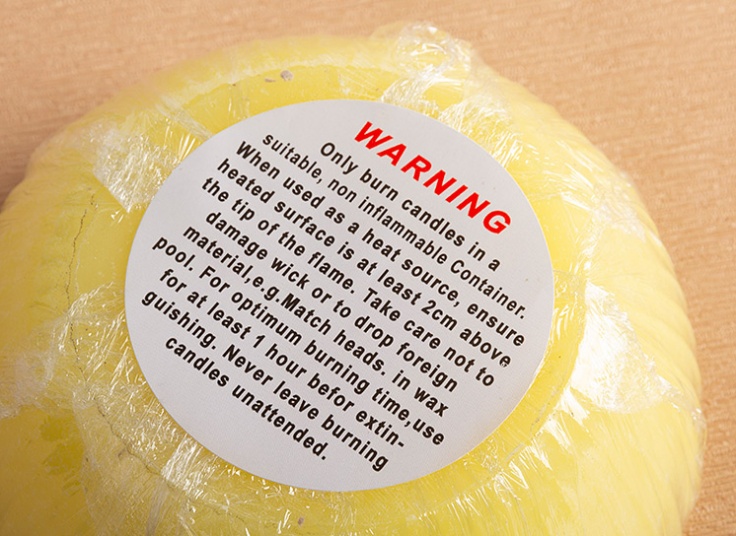 WARNING
Only burn candles in a
suitable, non inflammable Container.
When used as a heat source, ensure
heated surface is at least 2cm above
the tip of the flame. Take care not to
damage wick or to drop foreign
material,e.g.Match heads. in wax
pool. For optimum burning time,use
for at least 1 hour befor extin-
guishing. Never leave burning
candles unattended.